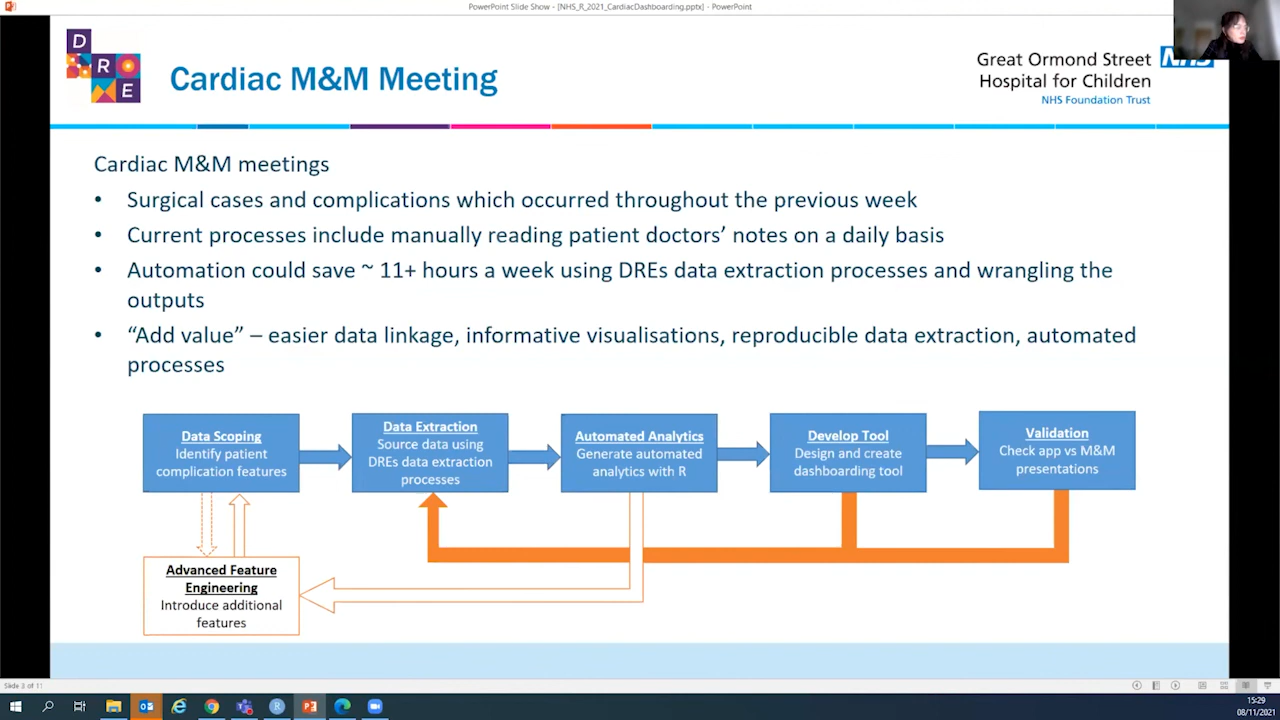 PowerPoint Slide Show - [NHS_R_2021_CardiacDashboarding.pptx] - PowerPoint
D
R
E
Cardiac M&M Meeting
Great Ormond Street
Hospital for Children
NHS Foundation Trust
NHS
Cardiac M&M meetings
• Surgical cases and complications which occurred throughout the previous week
• Current processes include manually reading patient doctors' notes on a daily basis
• Automation could save ~ 11+ hours a week using DREs data extraction processes and wrangling the
outputs
• “Add value” – easier data linkage, informative visualisations, reproducible data extraction, automated
processes
Data Scoping
Identify patient
complication features
Data Extraction
Source data using
DREs data extraction
processes
Automated Analytics
Generate automated
analytics with R
Develop Tool
Design and create
dashboarding tool
Validation
Check app vs M&M
presentations
Advanced Feature
Engineering
Introduce additional
features
Slide 3 of 11
15:29
08/11/2021